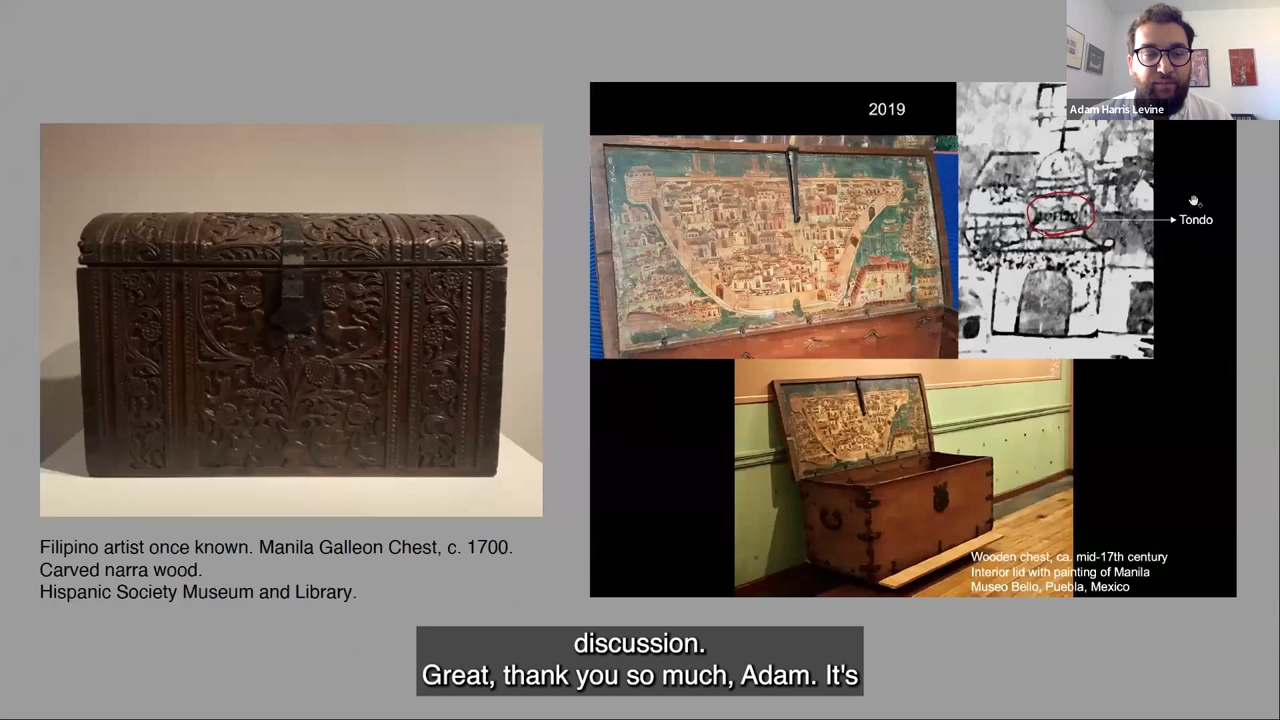 Adam Harris Levine
2019
Tondo
Filipino artist once known. Manila Galleon Chest, c. 1700.
Carved narra wood.
Hispanic Society Museum and Library.
Wooden chest, ca. mid-17th century
Interior lid with painting of Manila
Museo Bello, Puebla, Mexico
discussion.
Great, thank you so much, Adam. It's